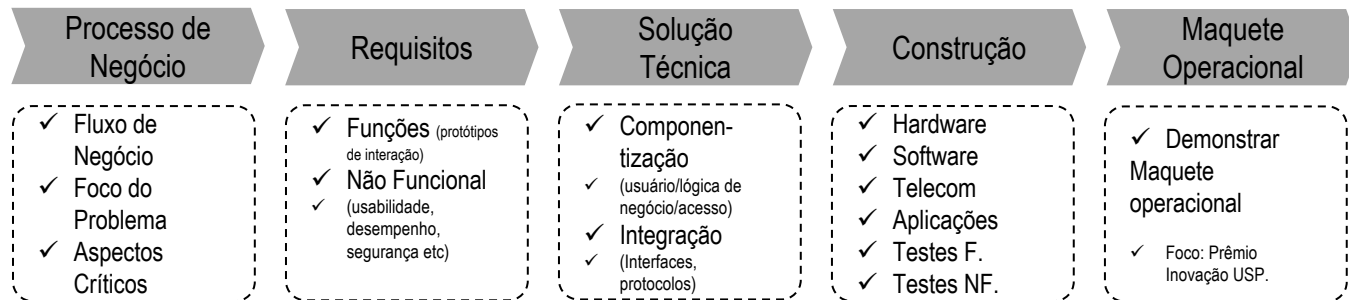 Processo de
Negócio
✓ Fluxo de
Negócio
✓ Foco do
Problema
✓ Aspectos
Críticos
Requisitos
✓ Funções (protótipos
de interação)
✓ Não Funcional
✓ (usabilidade,
desempenho,
segurança etc)
Solução
Técnica
✓ Componen-
tização
✓ (usuário/lógica de
negócio/acesso)
✓ Integração
✓ (Interfaces,
protocolos)
Construção
✓ Hardware
✓ Software
✓ Telecom
✓ Aplicações
✓ Testes F.
✓ Testes NF.
Maquete
Operacional
✓ Demonstrar
Maquete
operacional
✓ Foco: Prêmio
Inovação USP.